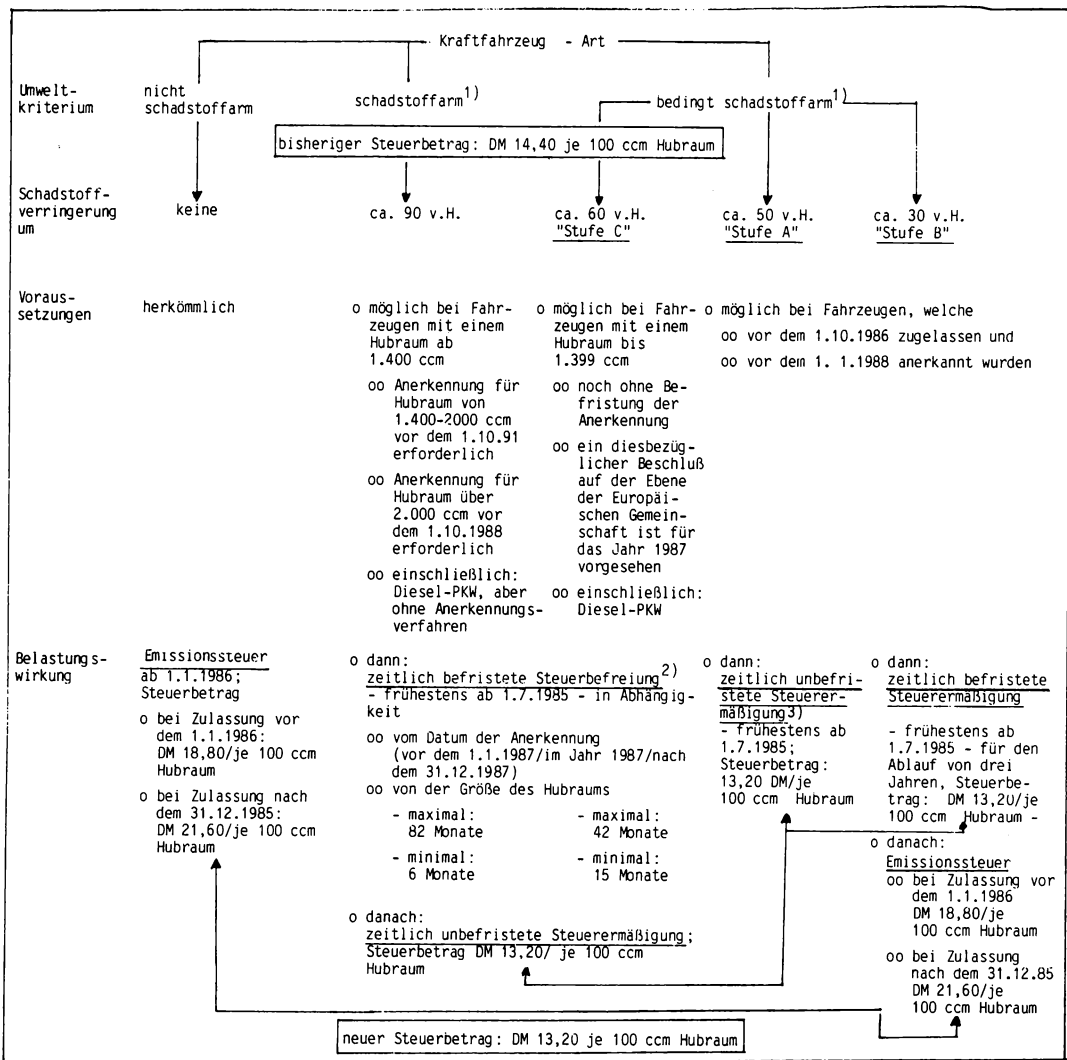 Kraftfahrzeug - Art
Umwelt-
kriterium
nicht
schadstoffarm
schadstoffarm1)
bedingt schadstoffarm1)
bisheriger Steuerbetrag: DM 14,40 je 100 ccm Hubraum
Schadstoff-
verringerung
um
keine
ca. 90 v.H.
ca. 60 v.H.
"Stufe C"
ca. 50 v.H.
"Stufe A"
ca. 30 v.H.
"Stufe B"
Voraus-
setzungen
herkömmlich
o möglich bei Fahr-
zeugen mit einem
Hubraum ab
1.400 ccm
oo Anerkennung für
Hubraum von
1.400-2000 ccm
vor dem 1.10.91
erforderlich
oo Anerkennung für
Hubraum über
2.000 ccm vor
dem 1.10.1988
erforderlich
oo einschließlich:
Diesel-PKW, aber
ohne Anerkennungs-
verfahren
o möglich bei Fahr-
zeugen mit einem
Hubraum bis
1.399 ccm
oo noch ohne Be-
fristung der
Anerkennung
oo ein diesbezüg-
licher Beschluß
auf der Ebene
der Europäi-
schen Gemein-
schaft ist für
das Jahr 1987
vorgesehen
oo einschließlich:
Diesel-PKW
o möglich bei Fahrzeugen, welche
oo vor dem 1.10.1986 zugelassen und
oo vor dem 1. 1.1988 anerkannt wurden
Belastungs-
wirkung
Emissionssteuer
ab 1.1.1986;
Steuerbetrag
o bei Zulassung vor
dem 1.1.1986:
DM 18,80/je 100 ccm
Hubraum
o bei Zulassung nach
dem 31.12.1985:
DM 21,60/je 100 ccm
Hubraum
o dann:
zeitlich befristete Steuerbefreiung2)
- frühestens ab 1.7.1985 - in Abhängig-
keit
oo vom Datum der Anerkennung
(vor dem 1.1.1987/im Jahr 1987/nach
dem 31.12.1987)
oo von der Größe des Hubraums
- maximal:
82 Monate
- maximal:
42 Monate
- minimal:
6 Monate
- minimal:
15 Monate
o danach:
zeitlich unbefristete Steuerermäßigung;
Steuerbetrag DM 13,20/ je 100 ccm
Hubraum
o dann:
zeitlich unbefri-
stete Steuerer-
mäßigung3)
- frühestens ab
1.7.1985;
Steuerbetrag:
13,20 DM/je
100 ccm Hubraum
o dann:
zeitlich befristete
Steuerermäßigung
- frühestens ab
1.7.1985 - für den
Ablauf von drei
Jahren, Steuerbe-
trag: DM 13,20/je
100 ccm Hubraum -
o danach:
Emissionssteuer
oo bei Zulassung vor
dem 1.1.1986
DM 18,80/je
100 ccm Hubraum
oo bei Zulassung
nach dem 31.12.85
DM 21,60/je
100 ccm Hubraum
neuer Steuerbetrag: DM 13,20 je 100 ccm Hubraum